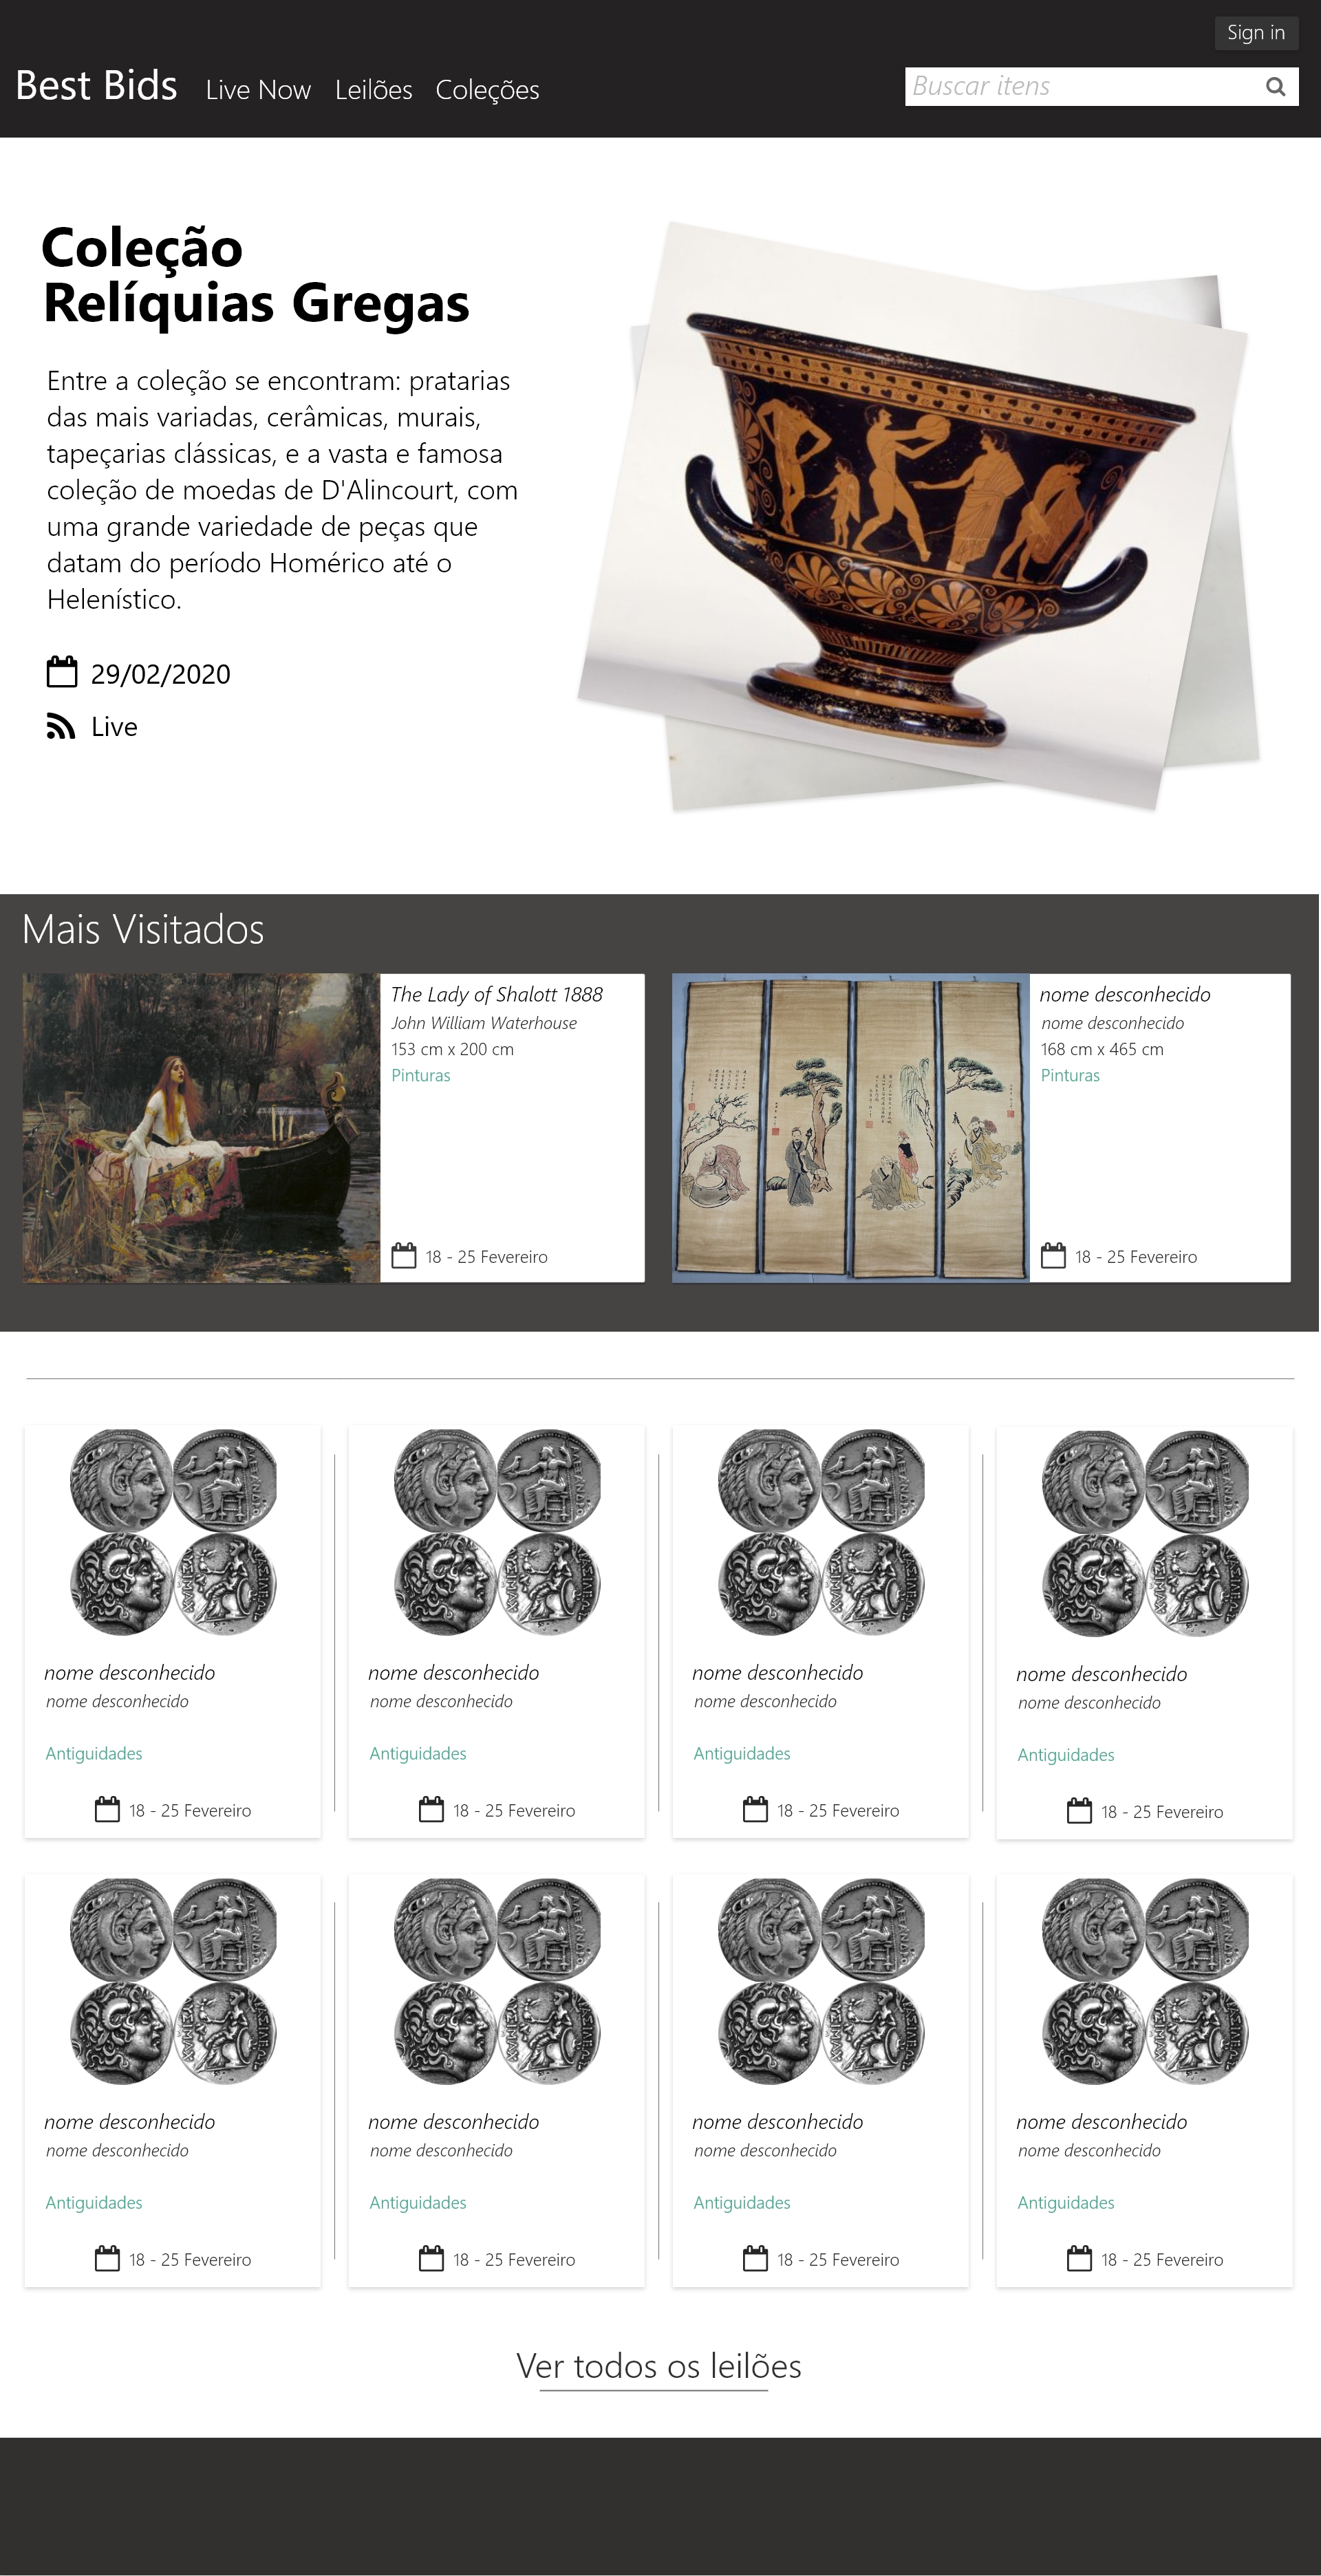 Sign in
Best Bids
Live Now
Leilões
Coleções
Buscar itens
Coleção
Relíquias Gregas
Entre a coleção se encontram: pratarias
das mais variadas, cerâmicas, murais,
tapeçarias clássicas, e a vasta e famosa
coleção de moedas de D'Alincourt, com
uma grande variedade de peças que
datam do período Homérico até o
Helenístico.
29/02/2020
Live
Mais Visitados
The Lady of Shalott 1888
John William Waterhouse
153 cm x 200 cm
Pinturas
18 - 25 Fevereiro
nome desconhecido
nome desconhecido
168 cm x 465 cm
Pinturas
18 - 25 Fevereiro
nome desconhecido
nome desconhecido
Antiguidades
18 - 25 Fevereiro
nome desconhecido
nome desconhecido
Antiguidades
18 - 25 Fevereiro
nome desconhecido
nome desconhecido
Antiguidades
18 - 25 Fevereiro
nome desconhecido
nome desconhecido
Antiguidades
18 - 25 Fevereiro
nome desconhecido
nome desconhecido
Antiguidades
18 - 25 Fevereiro
nome desconhecido
nome desconhecido
Antiguidades
18 - 25 Fevereiro
nome desconhecido
nome desconhecido
Antiguidades
18 - 25 Fevereiro
nome desconhecido
nome desconhecido
Antiguidades
18 - 25 Fevereiro
Ver todos os leilões